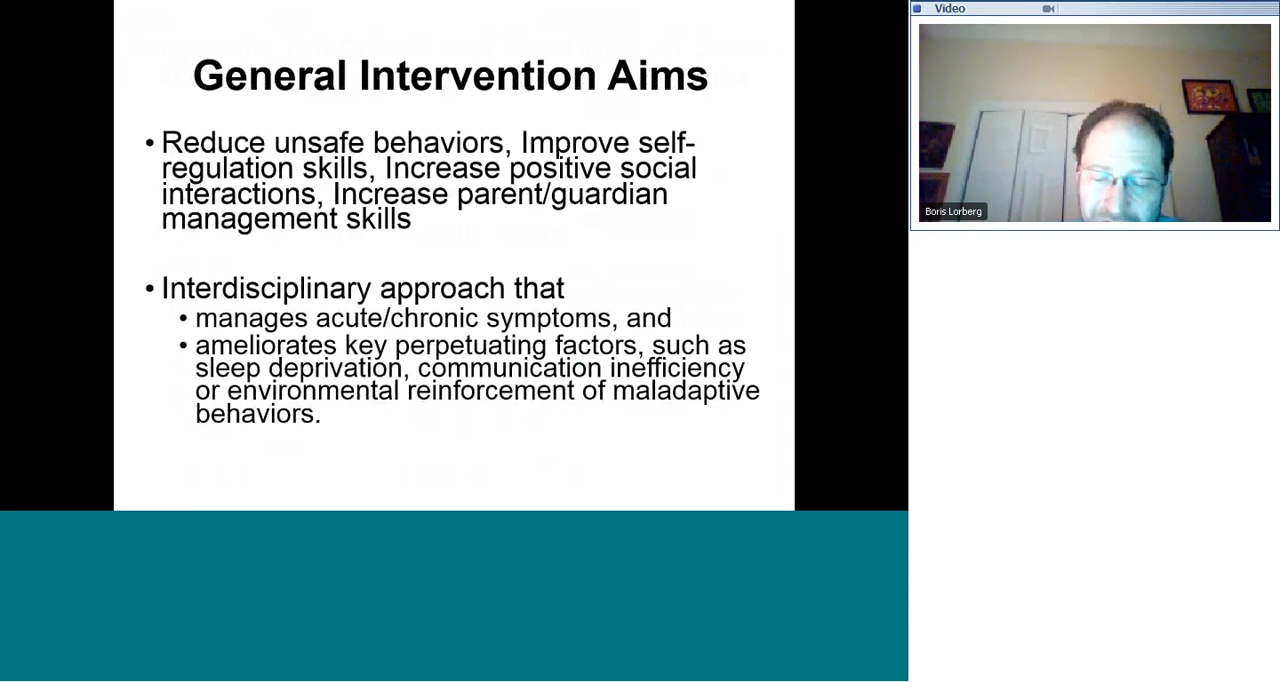 General Intervention Aims
• Reduce unsafe behaviors, Improve self-
regulation skills, Increase positive social
interactions, Increase parent/guardian
management skills
• Interdisciplinary approach that
• manages acute/chronic symptoms, and
• ameliorates key perpetuating factors, such as
sleep deprivation, communication inefficiency
or environmental reinforcement of maladaptive
behaviors.
Video
Boris Lorberg